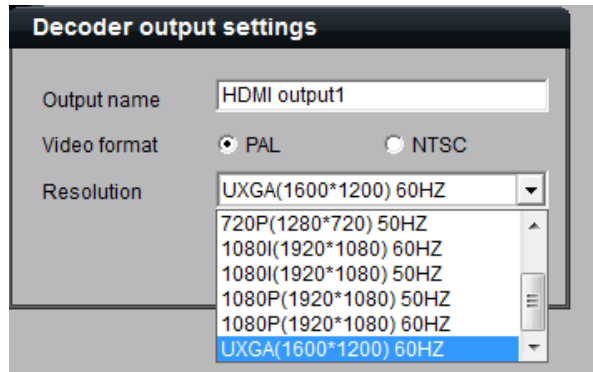 Decoder output settings
Output name HDMI output1
Video format PAL NTSC
Resolution UXGA(1600*1200) 60HZ
720P(1280*720) 50HZ
1080I(1920*1080) 60HZ
1080I(1920*1080) 50HZ
1080P(1920*1080) 50HZ
1080P(1920*1080) 60HZ
UXGA(1600*1200) 60HZ